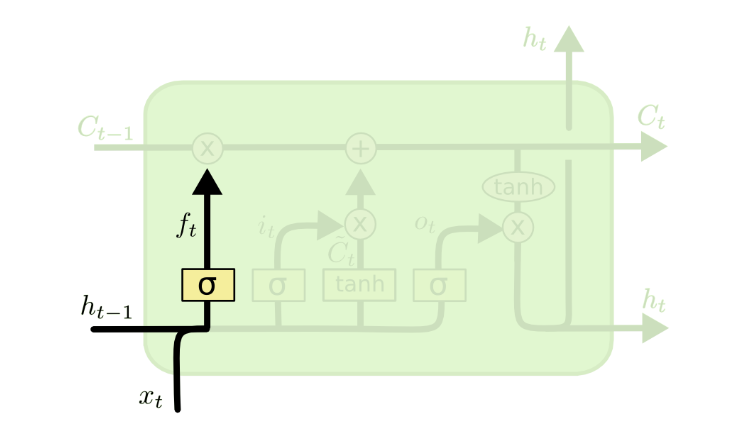 h_t
C_{t-1}
C_t
x
+
tanh
f_t
i_t
x
o_t
x
C̃_t
σ
σ
tanh
σ
h_{t-1}
h_t
x_t